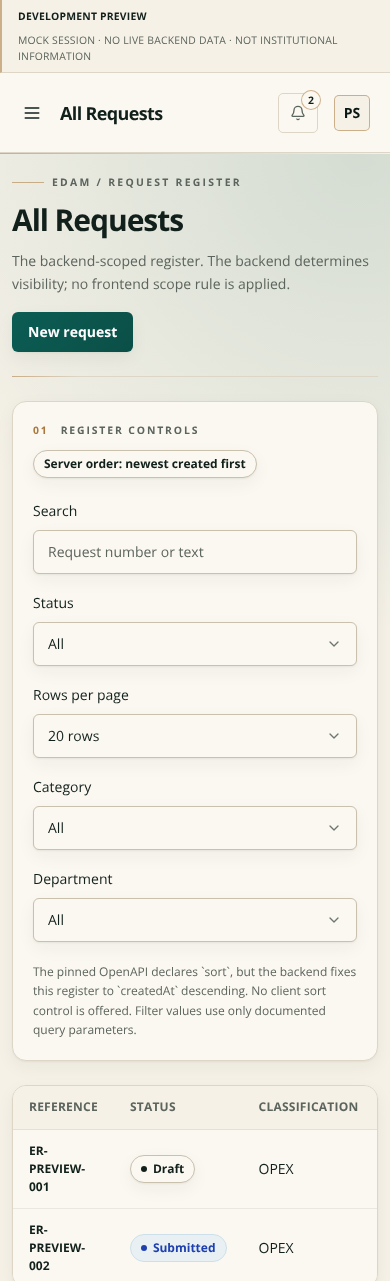 DEVELOPMENT PREVIEW
MOCK SESSION · NO LIVE BACKEND DATA · NOT INSTITUTIONAL
INFORMATION
All Requests
2
PS
EDAM / REQUEST REGISTER
All Requests
The backend-scoped register. The backend determines
visibility; no frontend scope rule is applied.
New request
01 REGISTER CONTROLS
Server order: newest created first
Search
Request number or text
Status
All
Rows per page
20 rows
Category
All
Department
All
The pinned OpenAPI declares `sort`, but the backend fixes
this register to `createdAt` descending. No client sort
control is offered. Filter values use only documented
query parameters.
REFERENCE STATUS CLASSIFICATION
ER-
PREVIEW-
001
Draft
OPEX
ER-
PREVIEW-
002
Submitted
OPEX